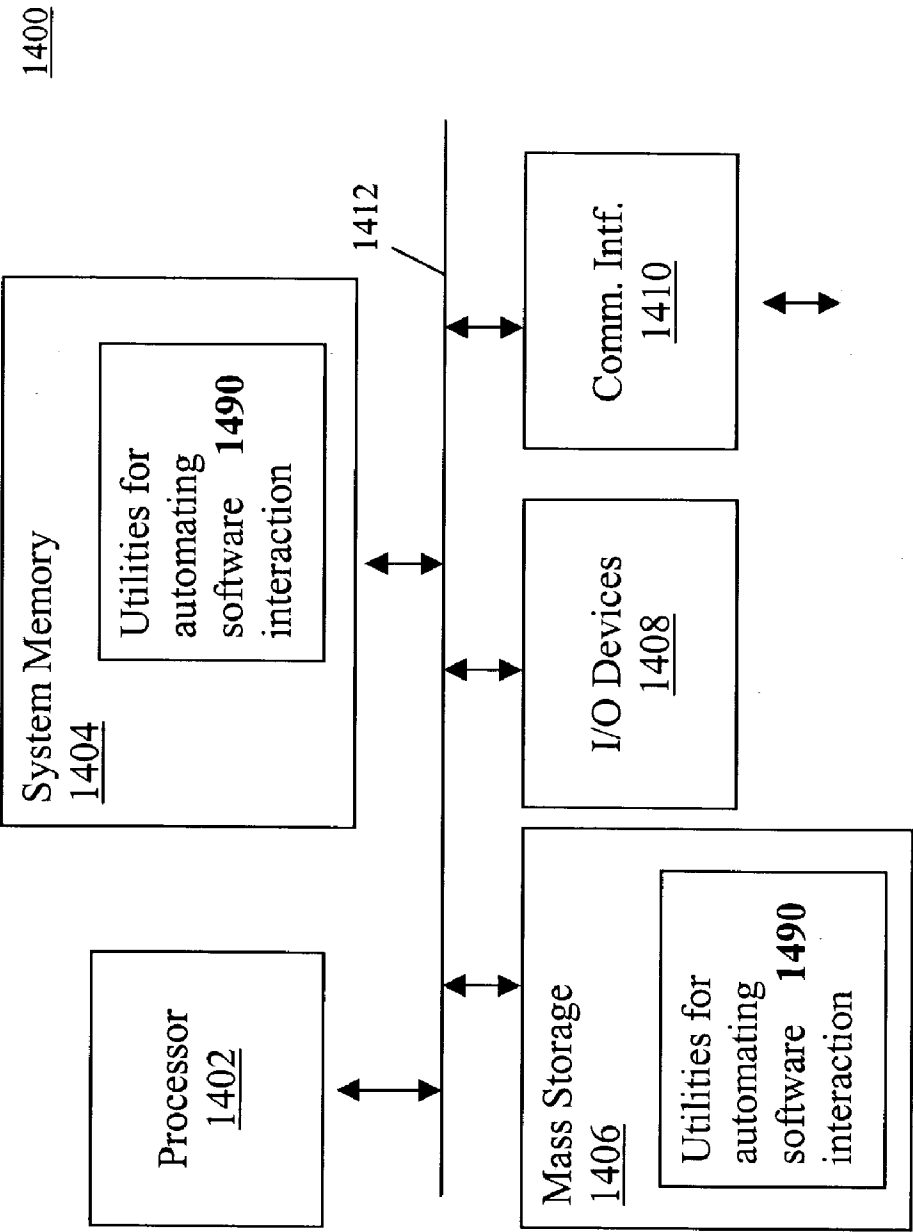 1400
Processor
1402
System Memory
1404
Utilities for
automating
software 1490
interaction
1412
Mass Storage
1406
Utilities for
automating
software 1490
interaction
I/O Devices
1408
Comm. Intf.
1410